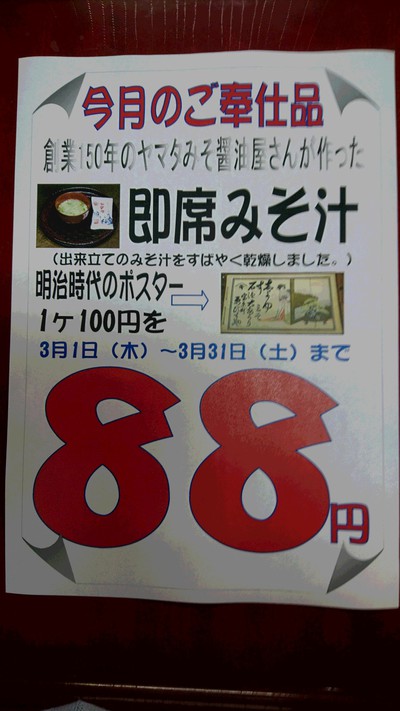 今月のご奉仕品
創業150年のヤマタみそ醤油屋さんが作った
即席みそ汁
(出来立てのみそ汁をすばやく乾燥しました。)
明治時代のポスター
1ヶ100円を
3月1日（木）～3月31日（土）まで
88円